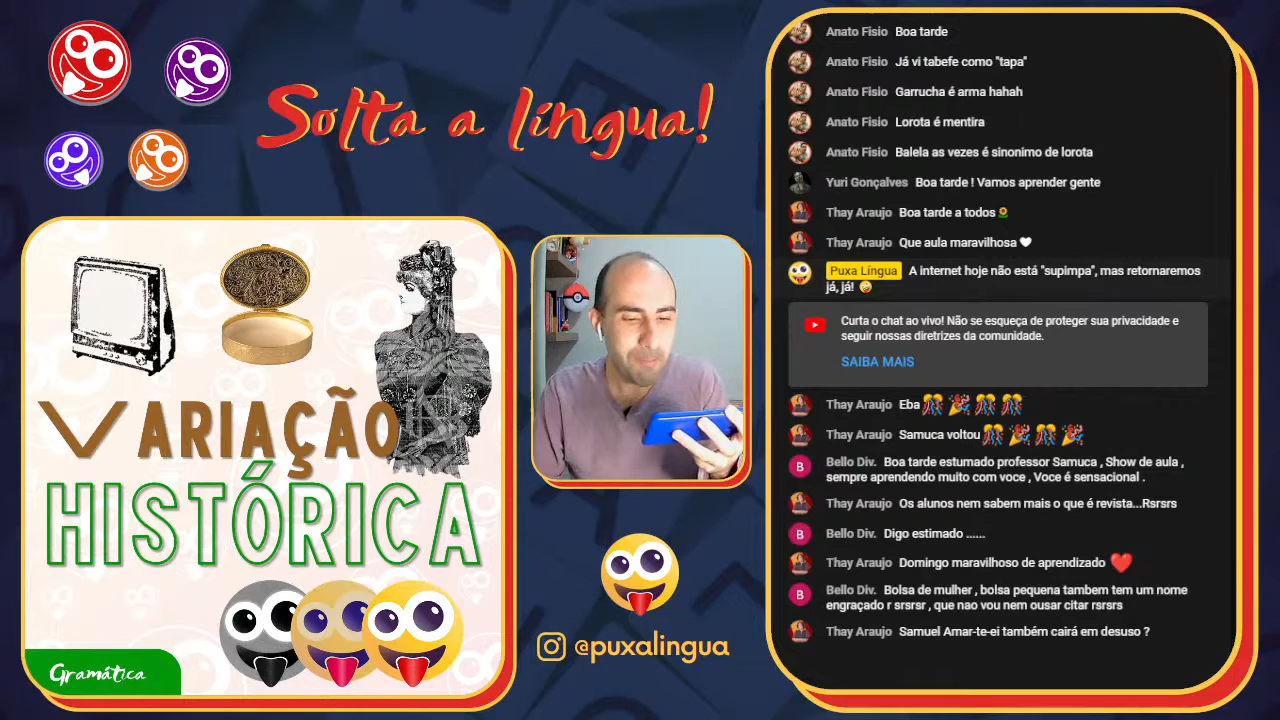 Solta a língua!
VARIAÇÃO
HISTÓRICA
Gramática
@puxalingua
Anato Fisio Boa tarde
Anato Fisio Já vi tabefe como "tapa"
Anato Fisio Garrucha é arma hahah
Anato Fisio Lorota é mentira
Anato Fisio Balela as vezes é sinonimo de lorota
Yuri Gonçalves Boa tarde ! Vamos aprender gente
Thay Araujo Boa tarde a todos🌻
Thay Araujo Que aula maravilhosa 🤍
Puxa Língua A internet hoje não está "supimpa", mas retornaremos
já, já! 🤪
Curta o chat ao vivo! Não se esqueça de proteger sua privacidade e
seguir nossas diretrizes da comunidade.
SAIBA MAIS
Thay Araujo Eba 🎊 🎉 🎊 🎊
Thay Araujo Samuca voltou 🎊 🎉 🎊 🎉
B Bello Div. Boa tarde estumado professor Samuca , Show de aula ,
sempre aprendendo muito com voce , Voce é sensacional .
Thay Araujo Os alunos nem sabem mais o que é revista...Rsrsrs
B Bello Div. Digo estimado ......
Thay Araujo Domingo maravilhoso de aprendizado ❤️
B Bello Div. Bolsa de mulher , bolsa pequena tambem tem um nome
engraçado r srsrsr , que nao vou nem ousar citar rsrsrs
Thay Araujo Samuel Amar-te-ei também cairá em desuso ?